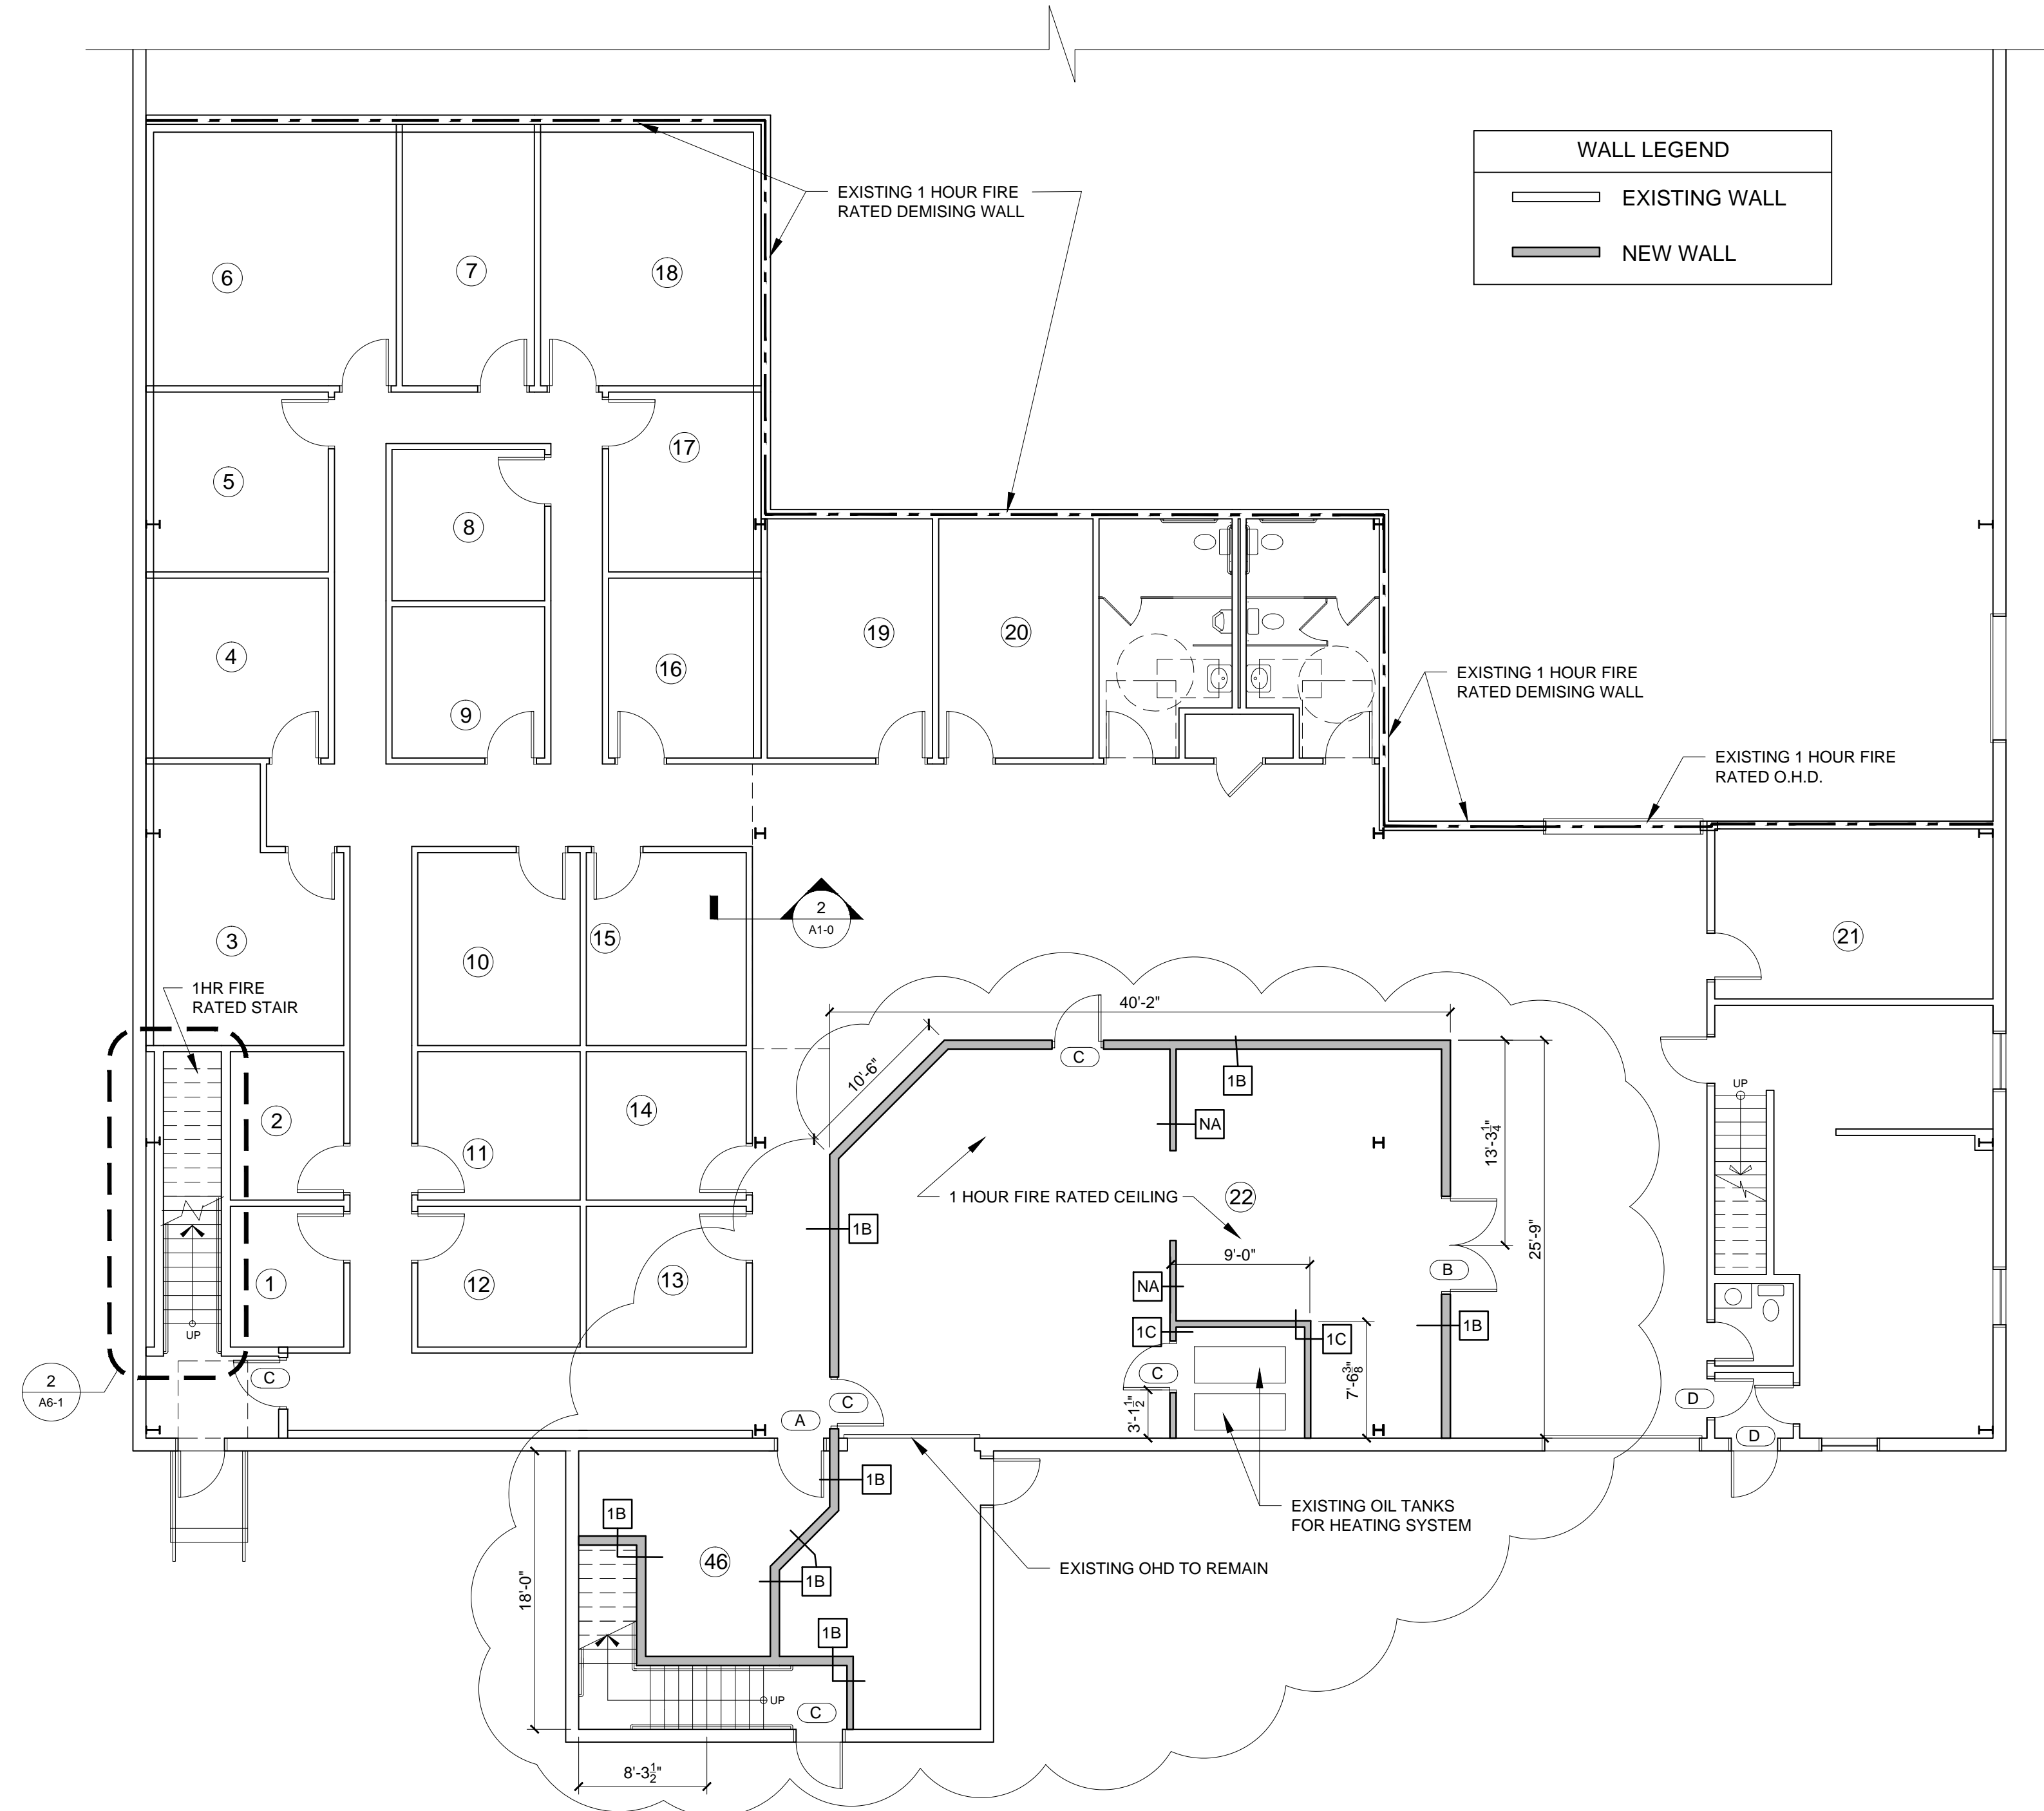 WALL LEGEND
EXISTING WALL
NEW WALL
EXISTING 1 HOUR FIRE
RATED DEMISING WALL
6
7
18
17
5
8
4
9
16
19
20
EXISTING 1 HOUR FIRE
RATED DEMISING WALL
EXISTING 1 HOUR FIRE
RATED O.H.D.
3
10
15
2
A1-0
21
1HR FIRE
RATED STAIR
40'-2"
10'-6"
C
1B
NA
13'-3 1/4"
25'-9"
UP
2
11
14
1 HOUR FIRE RATED CEILING
22
1B
9'-0"
B
1
12
13
NA
1C
1C
1B
7'-6 3/8"
3'-1 1/2"
UP
C
C
C
A
D
D
2
A6-1
1B
EXISTING OIL TANKS
FOR HEATING SYSTEM
1B
46
EXISTING OHD TO REMAIN
1B
18'-0"
1B
UP
C
8'-3 1/2"